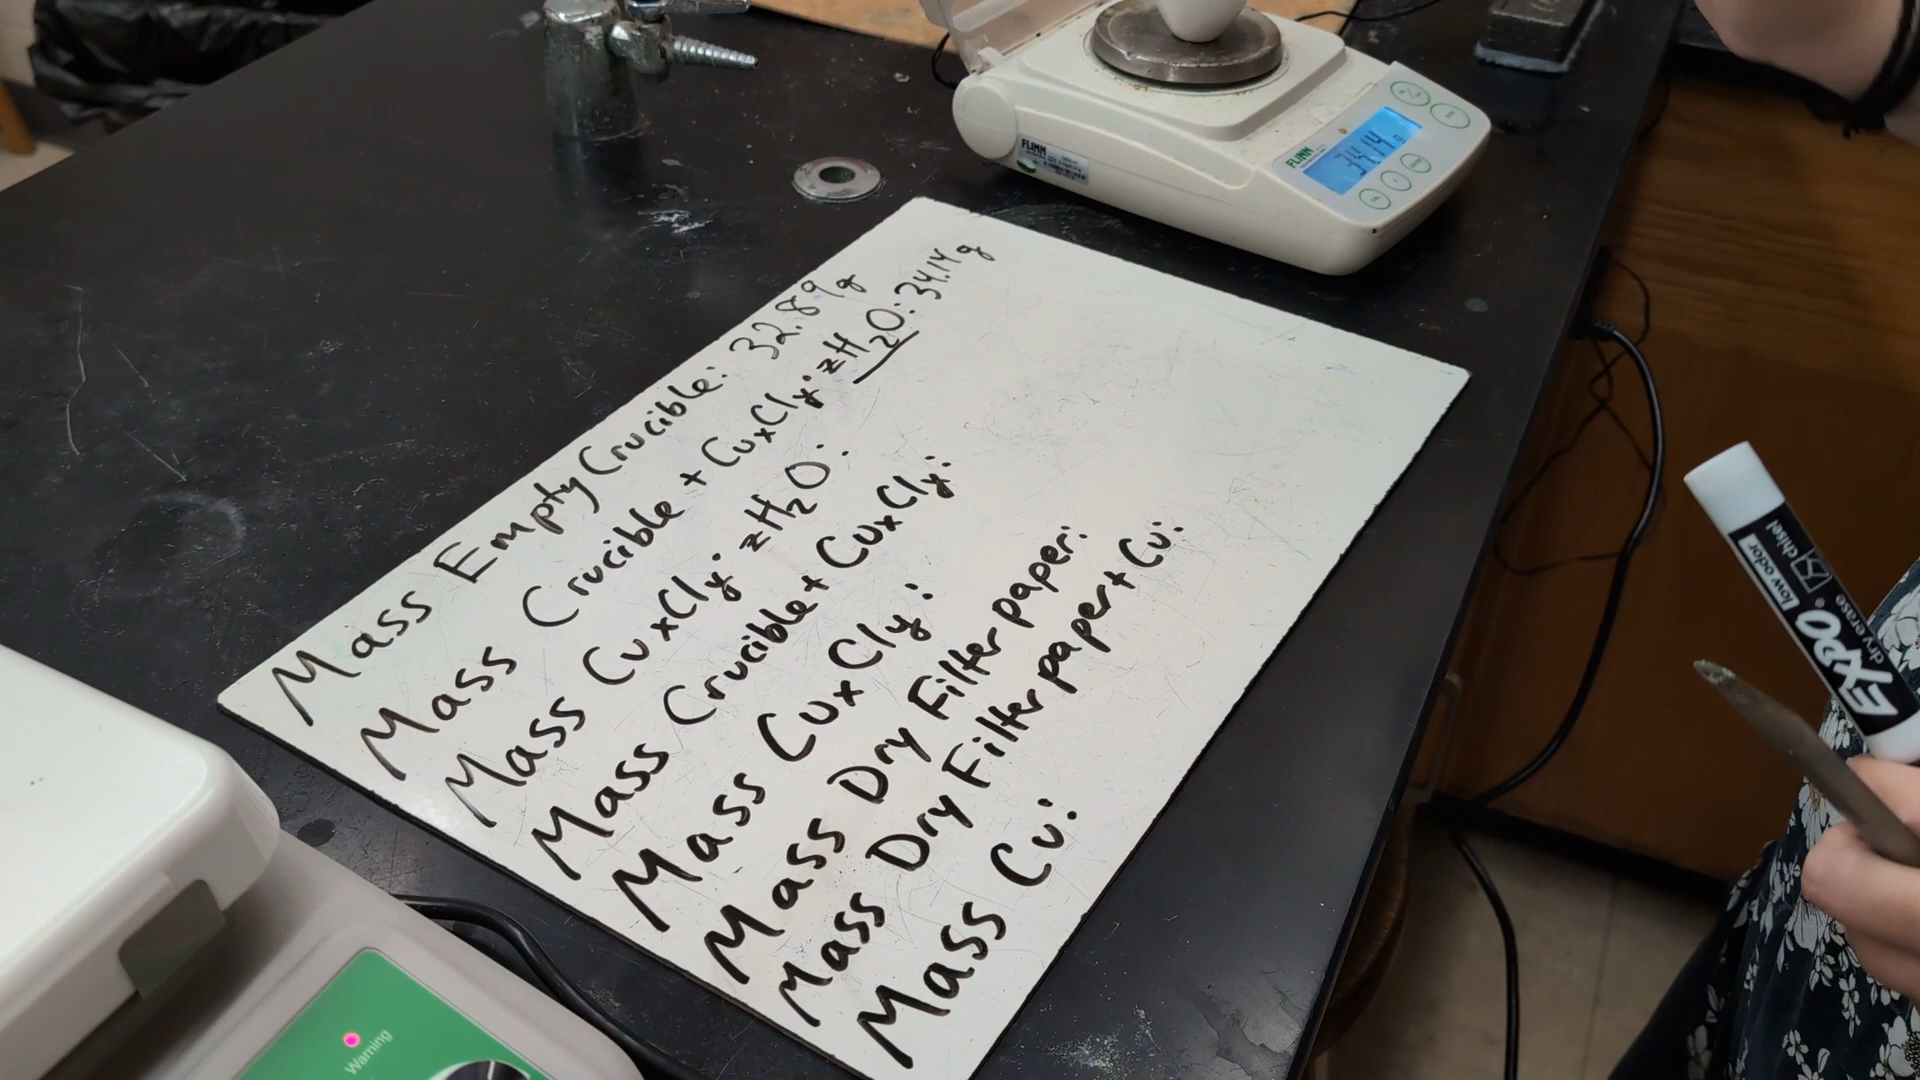 Mass Empty Crucible: 32.89g
Mass Crucible + CuxCly·zH2O: 34.14g
Mass CuxCly·zH2O:
Mass Crucible + CuxCly:
Mass CuxCly:
Mass Dry Filter paper:
Mass Dry Filter paper + Cu:
Mass Cu:
FLINN
FLINN
34.14
EXPO
dry erase
low odor
chisel
Warning